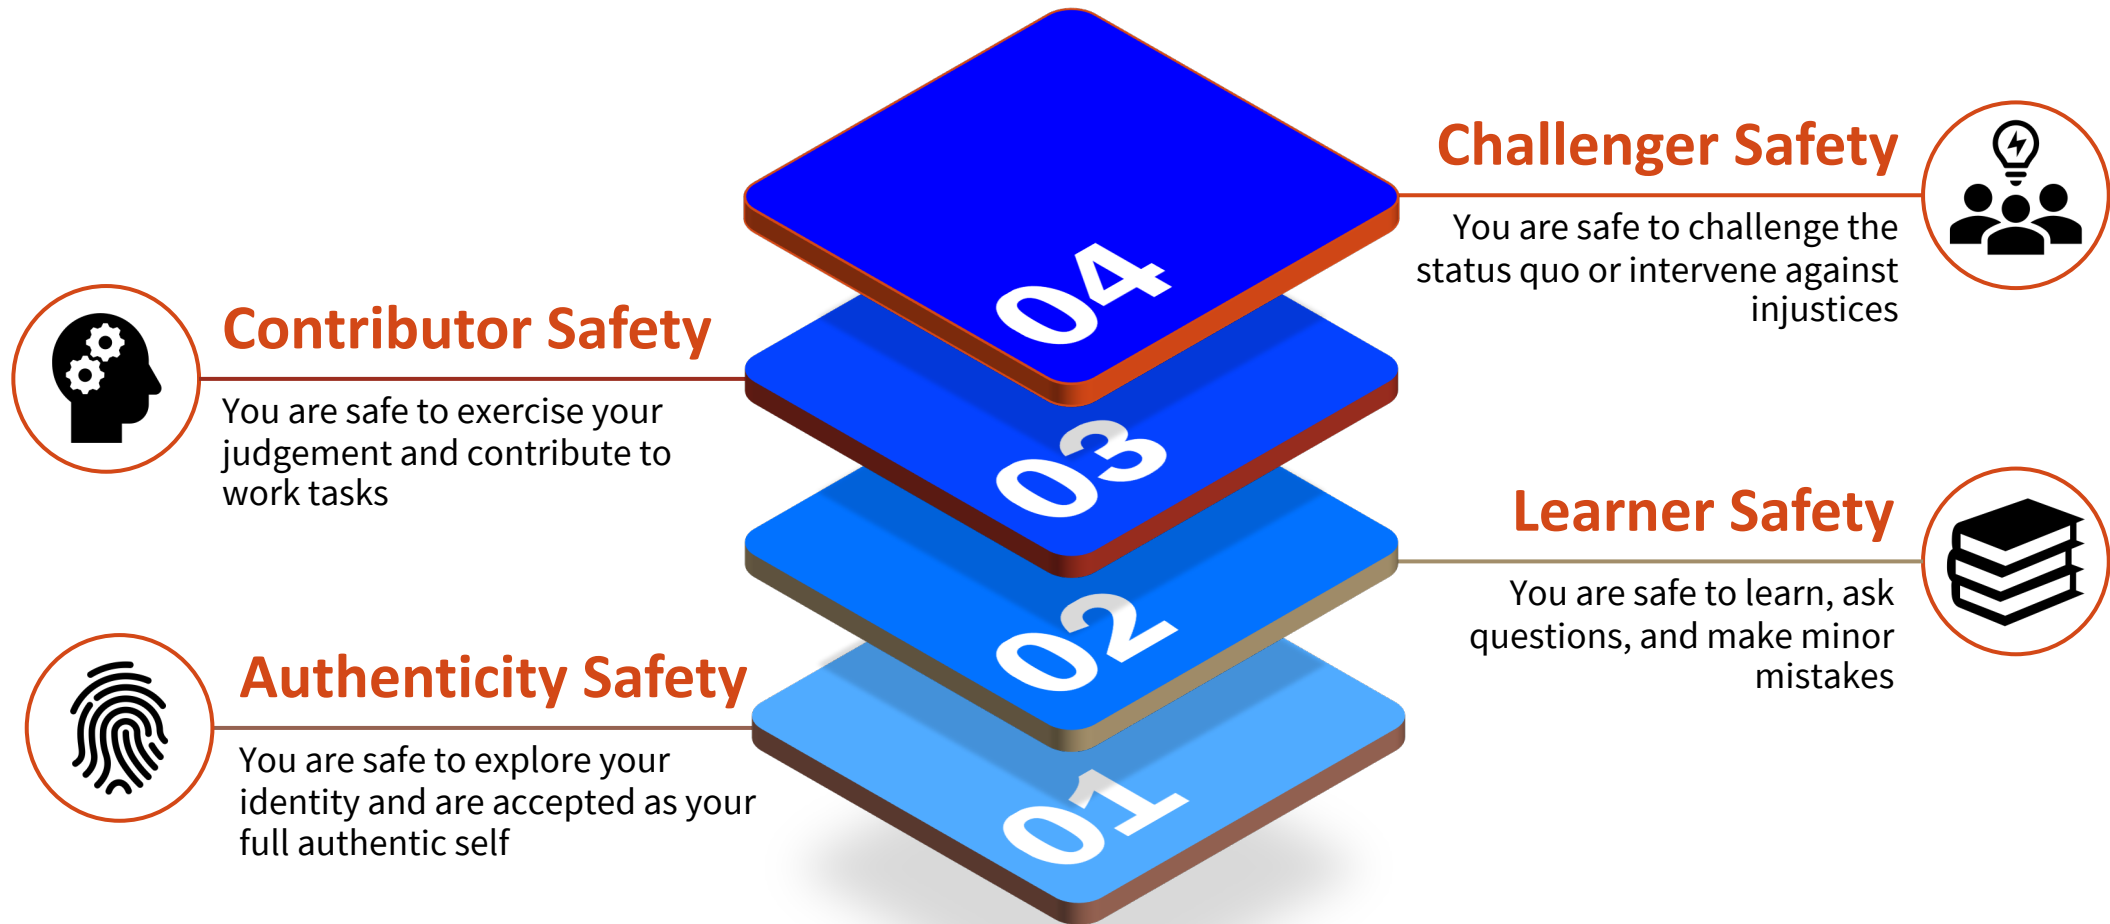 04
Challenger Safety
You are safe to challenge the
status quo or intervene against
injustices
Contributor Safety
You are safe to exercise your
judgement and contribute to
work tasks
03
Learner Safety
You are safe to learn, ask
questions, and make minor
mistakes
02
Authenticity Safety
You are safe to explore your
identity and are accepted as your
full authentic self
01